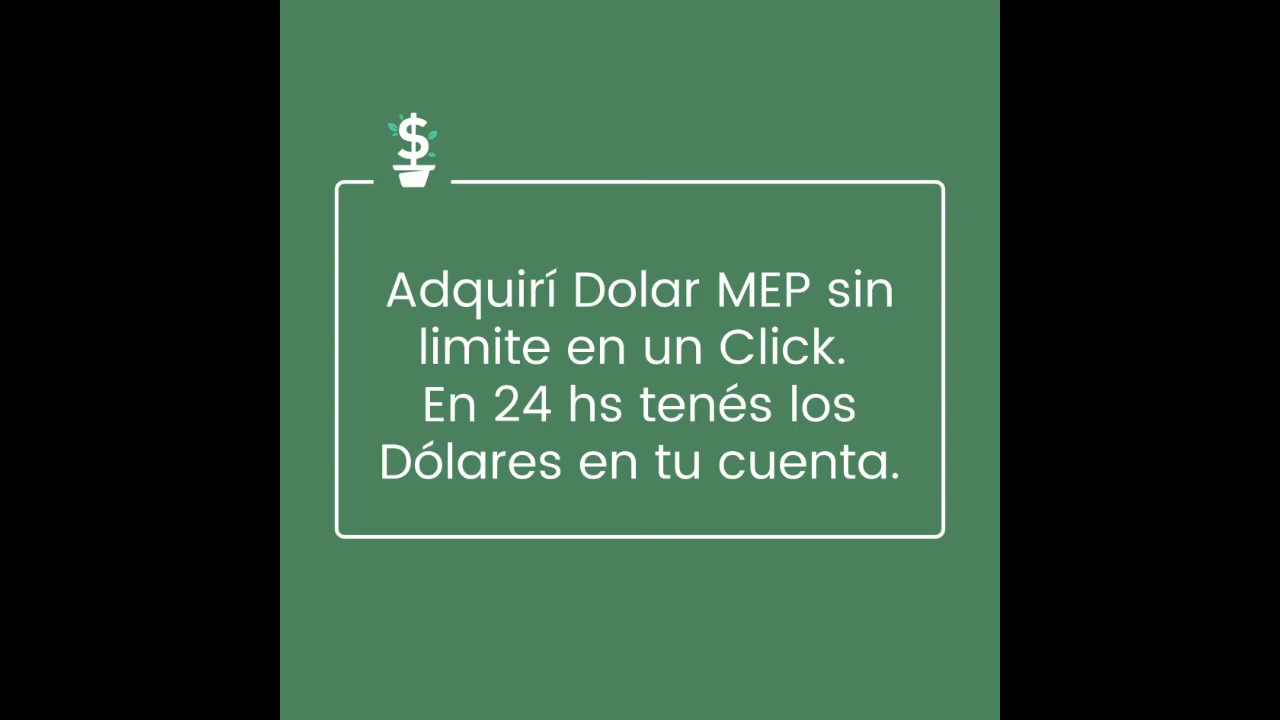 Adquirí Dolar MEP sin
limite en un Click.
En 24 hs tenés los
Dólares en tu cuenta.